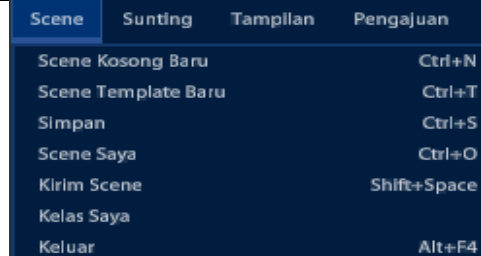 Scene Sunting Tampilan Pengajuan
Scene Kosong Baru Ctrl+N
Scene Template Baru Ctrl+T
Simpan Ctrl+S
Scene Saya Ctrl+O
Kirim Scene Shift+Space
Kelas Saya
Keluar Alt+F4